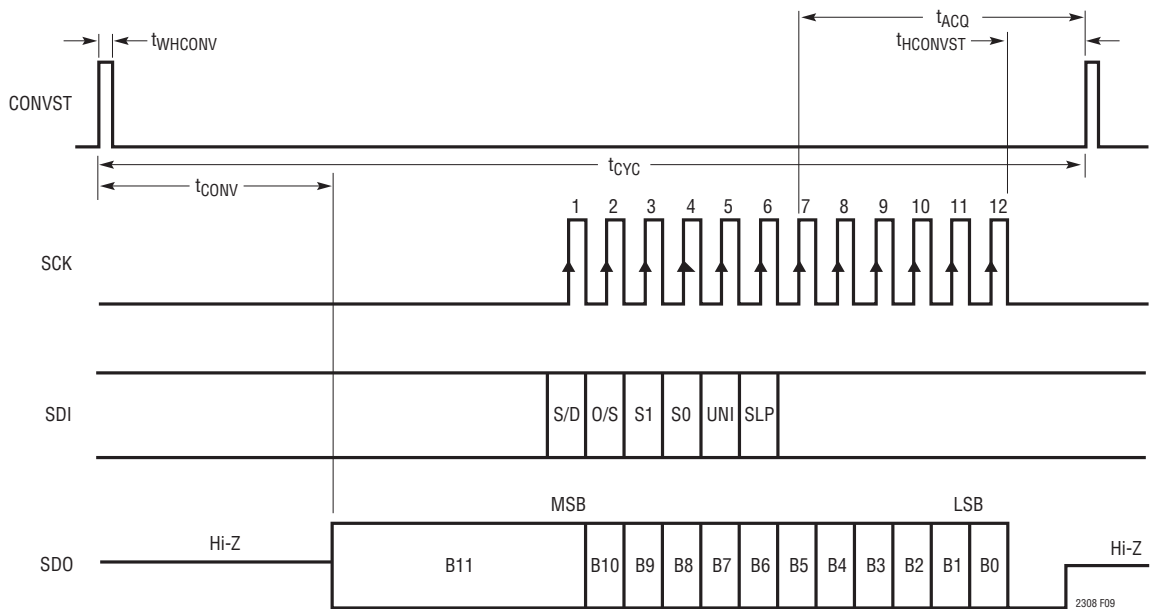 tACQ
tWHCONV
tHCONVST
CONVST
tCYC
tCONV
1 2 3 4 5 6 7 8 9 10 11 12
SCK
SDI
S/D O/S S1 S0 UNI SLP
MSB LSB
Hi-Z Hi-Z
SDO B11 B10 B9 B8 B7 B6 B5 B4 B3 B2 B1 B0
2308 F09